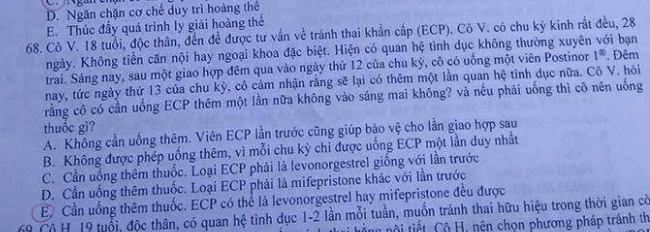 D. Ngăn chặn cơ chế duy trì hoàng thể
E. Thúc đẩy quá trình ly giải hoàng thể
68. Cô V. 18 tuổi, độc thân, đến để được tư vấn về tránh thai khẩn cấp (ECP). Cô V. có chu kỳ kinh rất đều, 28
ngày. Không tiền căn nội hay ngoại khoa đặc biệt. Hiện có quan hệ tình dục không thường xuyên với bạn
trai. Sáng nay, sau một giao hợp đêm qua vào ngày thứ 12 của chu kỳ, cô có uống một viên Postinor 1®. Đêm
nay, tức ngày thứ 13 của chu kỳ, cô cảm nhận rằng sẽ lại có thêm một lần quan hệ tình dục nữa. Cô V. hỏi
rằng cô có cần uống ECP thêm một lần nữa không vào sáng mai không? và nếu phải uống thì cô nên uống
thuốc gì?
A. Không cần uống thêm. Viên ECP lần trước cũng giúp bảo vệ cho lần giao hợp sau
B. Không được phép uống thêm, vì mỗi chu kỳ chỉ được uống ECP một lần duy nhất
C. Cần uống thêm thuốc. Loại ECP phải là levonorgestrel giống với lần trước
D. Cần uống thêm thuốc. Loại ECP phải là mifepristone khác với lần trước
E. Cần uống thêm thuốc. ECP có thể là levonorgestrel hay mifepristone đều được
69. Cô H. 19 tuổi, độc thân, có quan hệ tình dục 1-2 lần mỗi tuần, muốn tránh thai hữu hiệu trong thời gian
nội tiết. Cô H. nên chọn phương pháp tránh